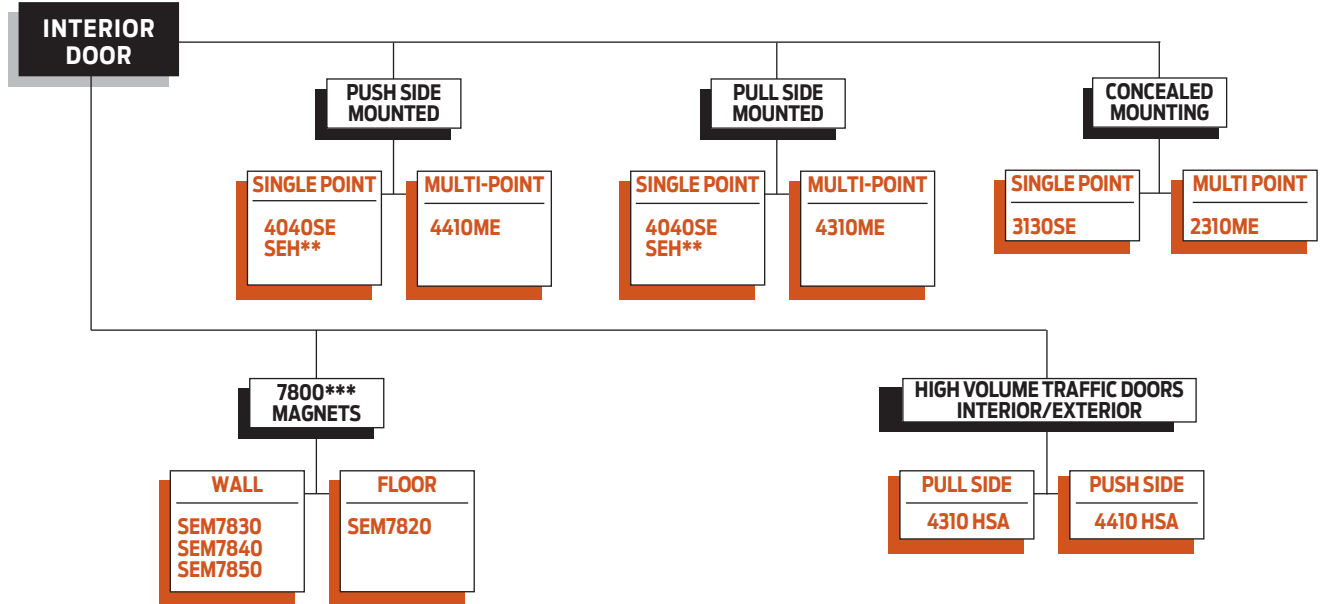 INTERIOR
DOOR
PUSH SIDE
MOUNTED
SINGLE POINT
4040SE
SEH**
MULTI-POINT
4410ME
PULL SIDE
MOUNTED
SINGLE POINT
4040SE
SEH**
MULTI-POINT
4310ME
CONCEALED
MOUNTING
SINGLE POINT
3130SE
MULTI POINT
2310ME
7800***
MAGNETS
WALL
SEM7830
SEM7840
SEM7850
FLOOR
SEM7820
HIGH VOLUME TRAFFIC DOORS
INTERIOR/EXTERIOR
PULL SIDE
4310 HSA
PUSH SIDE
4410 HSA